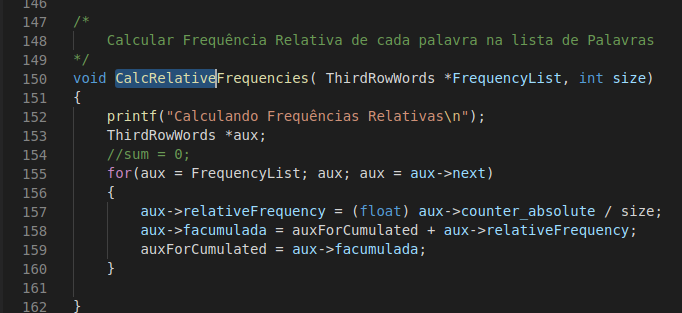 146
147 /*
148     Calcular Frequência Relativa de cada palavra na lista de Palavras
149 */
150 void CalcRelativeFrequencies( ThirdRowWords *FrequencyList, int size)
151 {
152     printf("Calculando Frequências Relativas\n");
153     ThirdRowWords *aux;
154     //sum = 0;
155     for(aux = FrequencyList; aux; aux = aux->next)
156     {
157         aux->relativeFrequency = (float) aux->counter_absolute / size;
158         aux->facumulada = auxForCumulated + aux->relativeFrequency;
159         auxForCumulated = aux->facumulada;
160     }
161
162 }